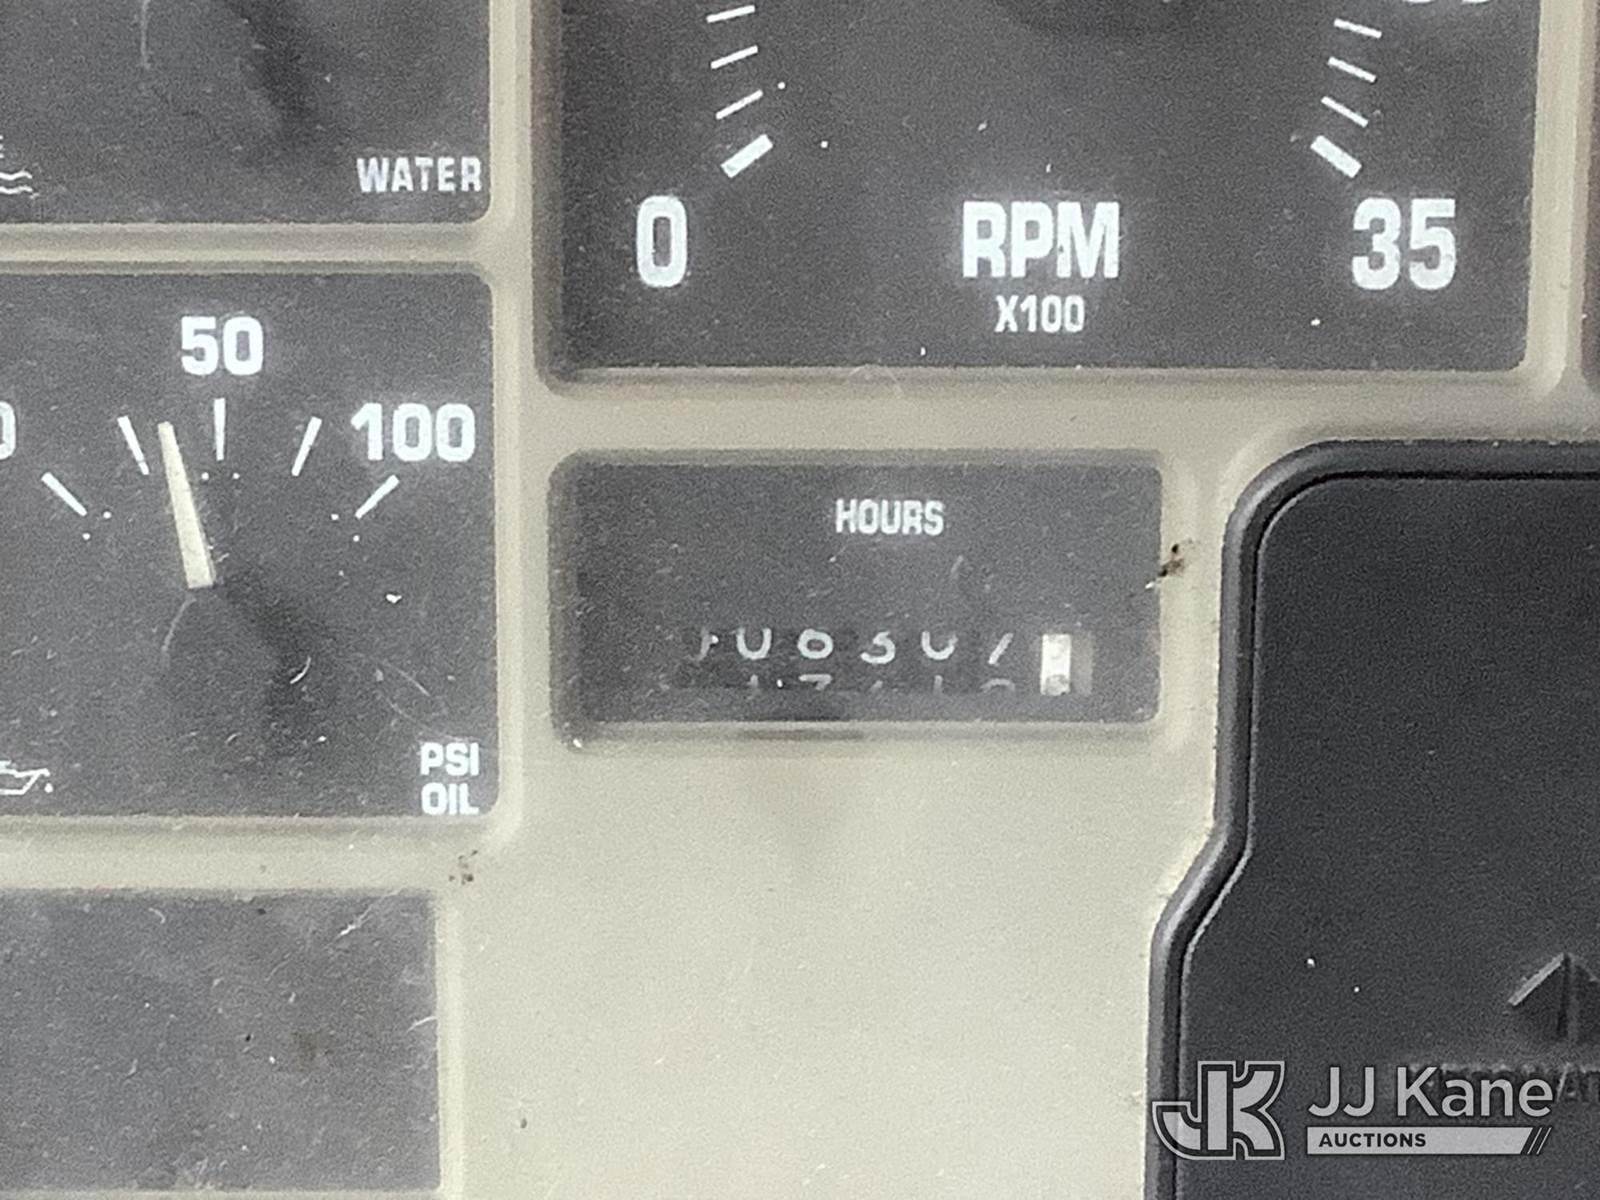 WATER
0 RPM 35
X100
50
100
HOURS
PSI
OIL
JJ Kane
AUCTIONS